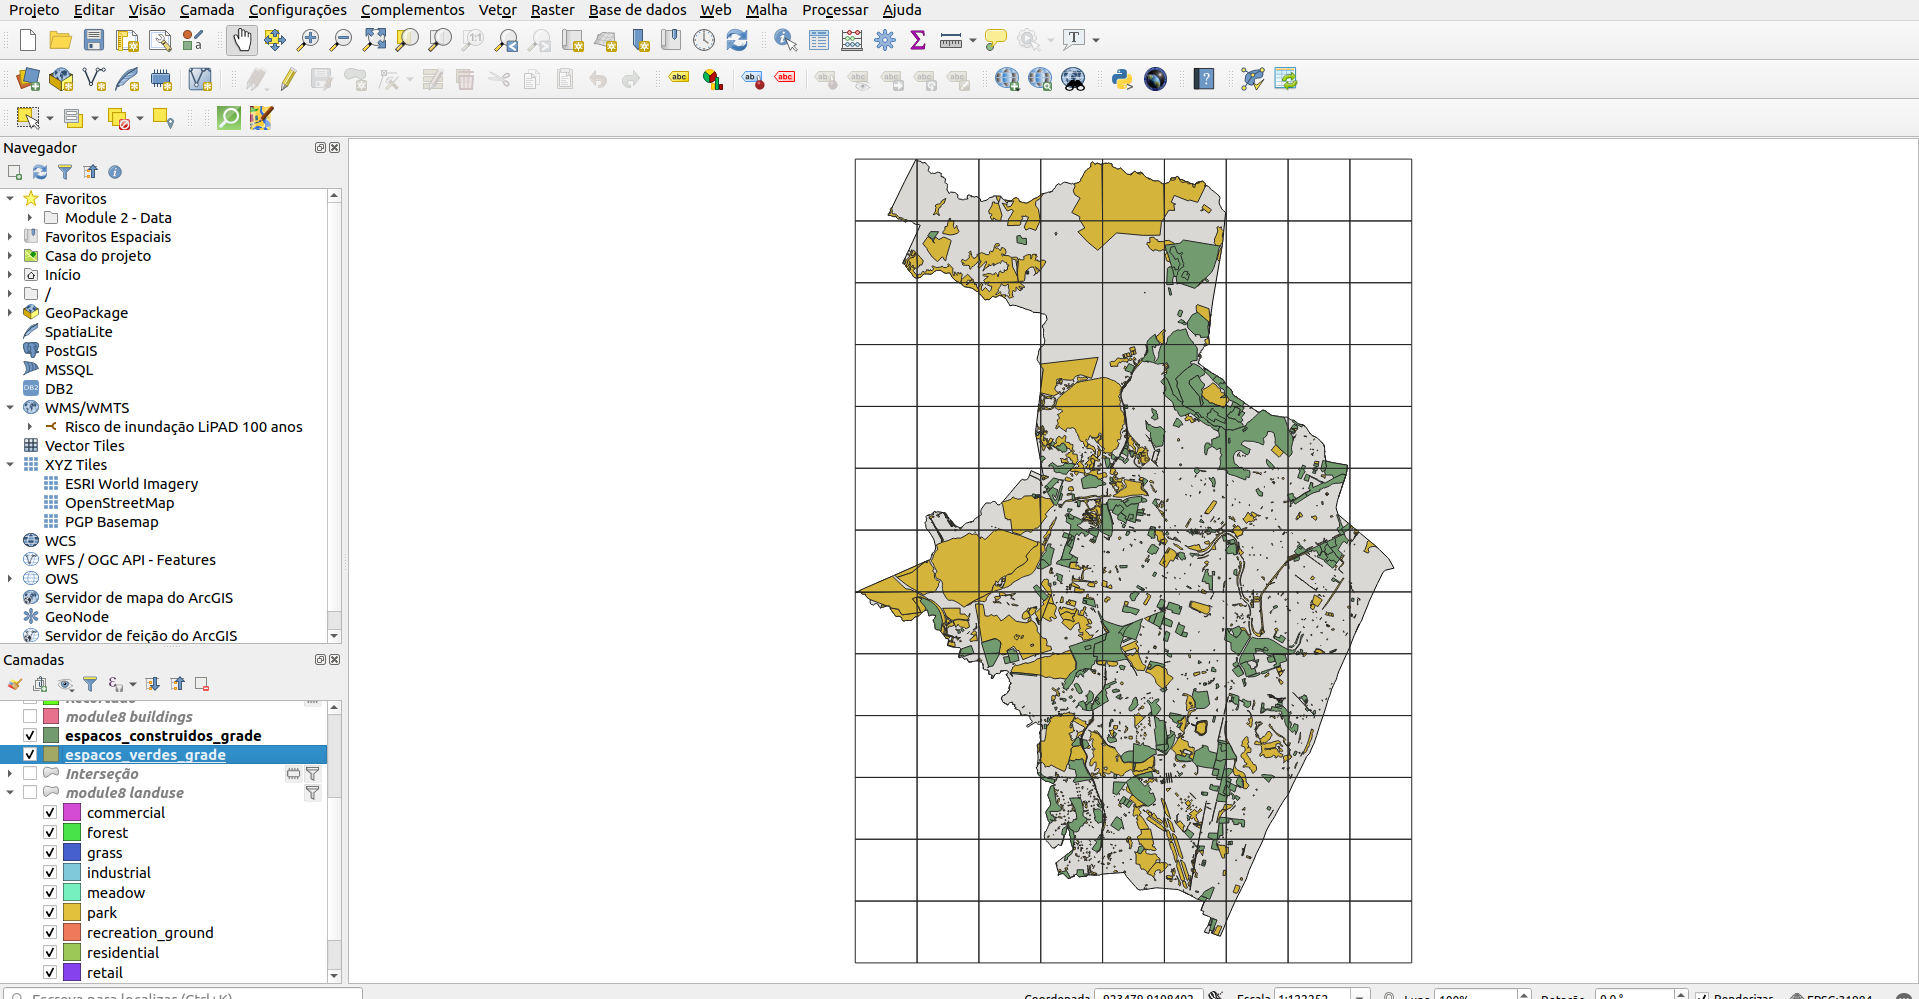 Projeto Editar Visão Camada Configurações Complementos Vetor Raster Base de dados Web Malha Processar Ajuda
Navegador
Favoritos
Module 2 - Data
Favoritos Espaciais
Casa do projeto
Início
/
GeoPackage
SpatiaLite
PostGIS
MSSQL
DB2
WMS/WMTS
Risco de inundação LiPAD 100 anos
Vector Tiles
XYZ Tiles
ESRI World Imagery
OpenStreetMap
PGP Basemap
WCS
WFS / OGC API - Features
OWS
Servidor de mapa do ArcGIS
GeoNode
Servidor de feição do ArcGIS
Camadas
module8 buildings
espacos_construidos_grade
espacos_verdes_grade
Interseção
module8 landuse
commercial
forest
grass
industrial
meadow
park
recreation_ground
residential
retail
Escreva para localizar (Ctrl+K)
Coordenada Escala Lupa 100% Rotação 0,0 ° Renderizar